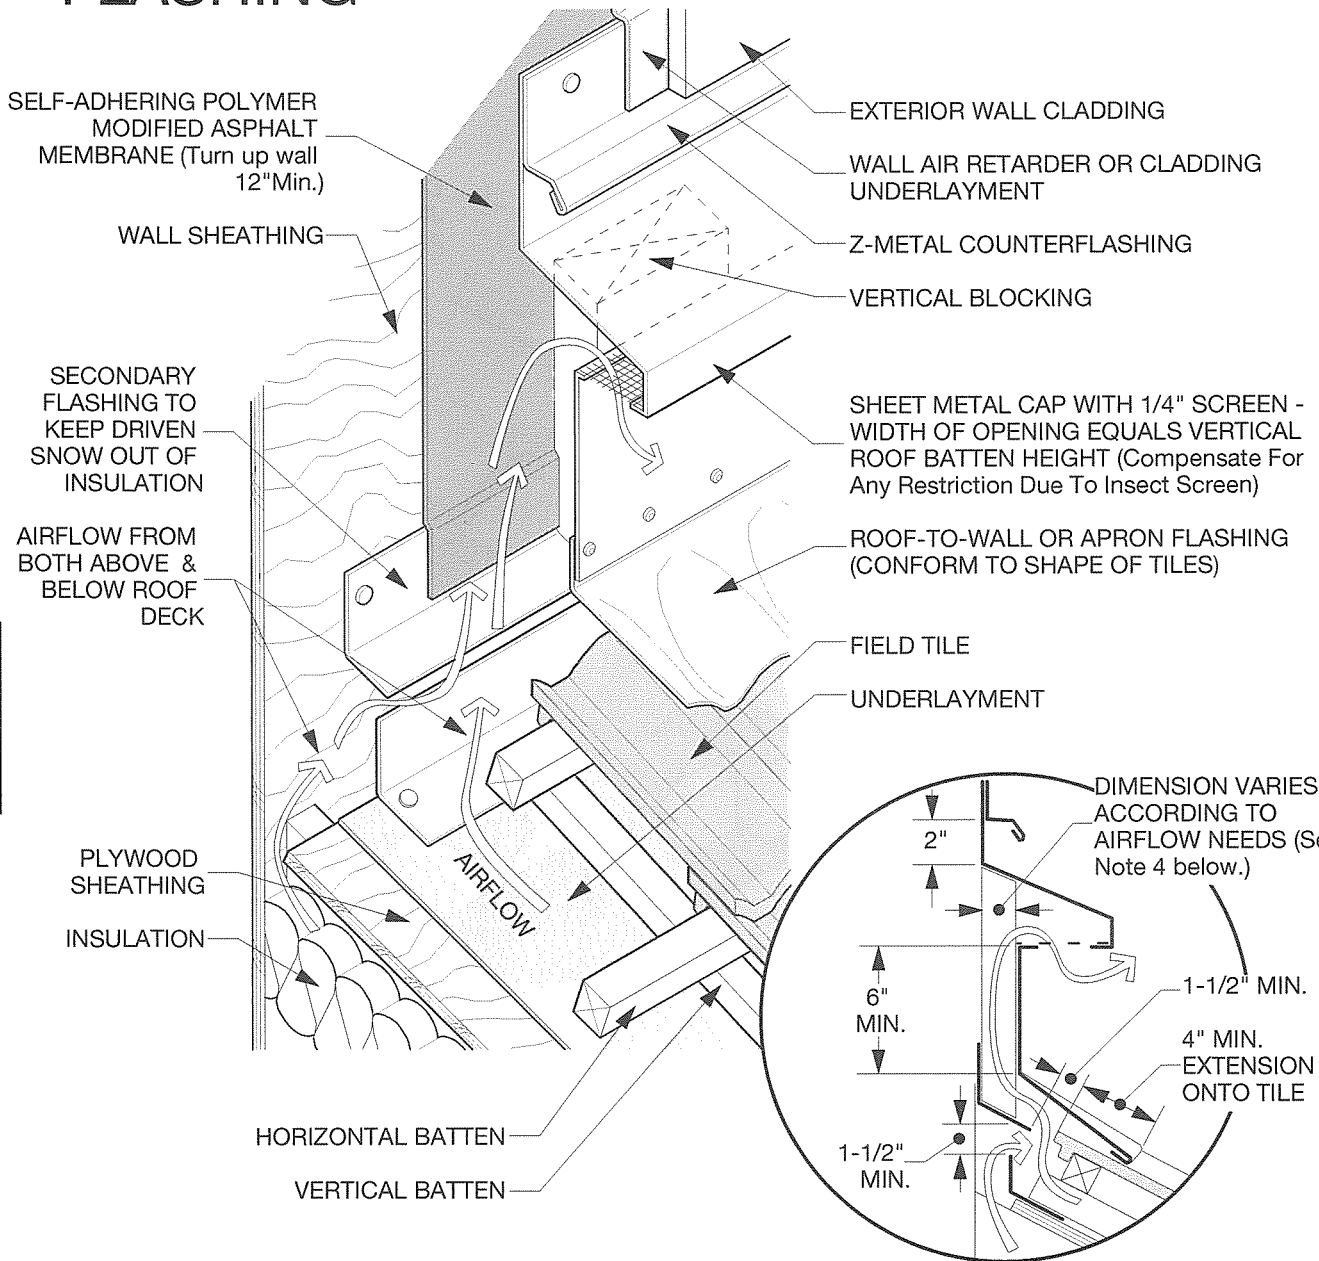 FLASHING
SELF-ADHERING POLYMER
MODIFIED ASPHALT
MEMBRANE (Turn up wall
12"Min.)
WALL SHEATHING
SECONDARY
FLASHING TO
KEEP DRIVEN
SNOW OUT OF
INSULATION
AIRFLOW FROM
BOTH ABOVE &
BELOW ROOF
DECK
PLYWOOD
SHEATHING
INSULATION
HORIZONTAL BATTEN
VERTICAL BATTEN
AIRFLOW
EXTERIOR WALL CLADDING
WALL AIR RETARDER OR CLADDING
UNDERLAYMENT
Z-METAL COUNTERFLASHING
VERTICAL BLOCKING
SHEET METAL CAP WITH 1/4" SCREEN -
WIDTH OF OPENING EQUALS VERTICAL
ROOF BATTEN HEIGHT (Compensate For
Any Restriction Due To Insect Screen)
ROOF-TO-WALL OR APRON FLASHING
(CONFORM TO SHAPE OF TILES)
FIELD TILE
UNDERLAYMENT
DIMENSION VARIES
ACCORDING TO
AIRFLOW NEEDS (Se
Note 4 below.)
2"
6"
MIN.
1-1/2" MIN.
4" MIN.
EXTENSION
ONTO TILE
1-1/2"
MIN.